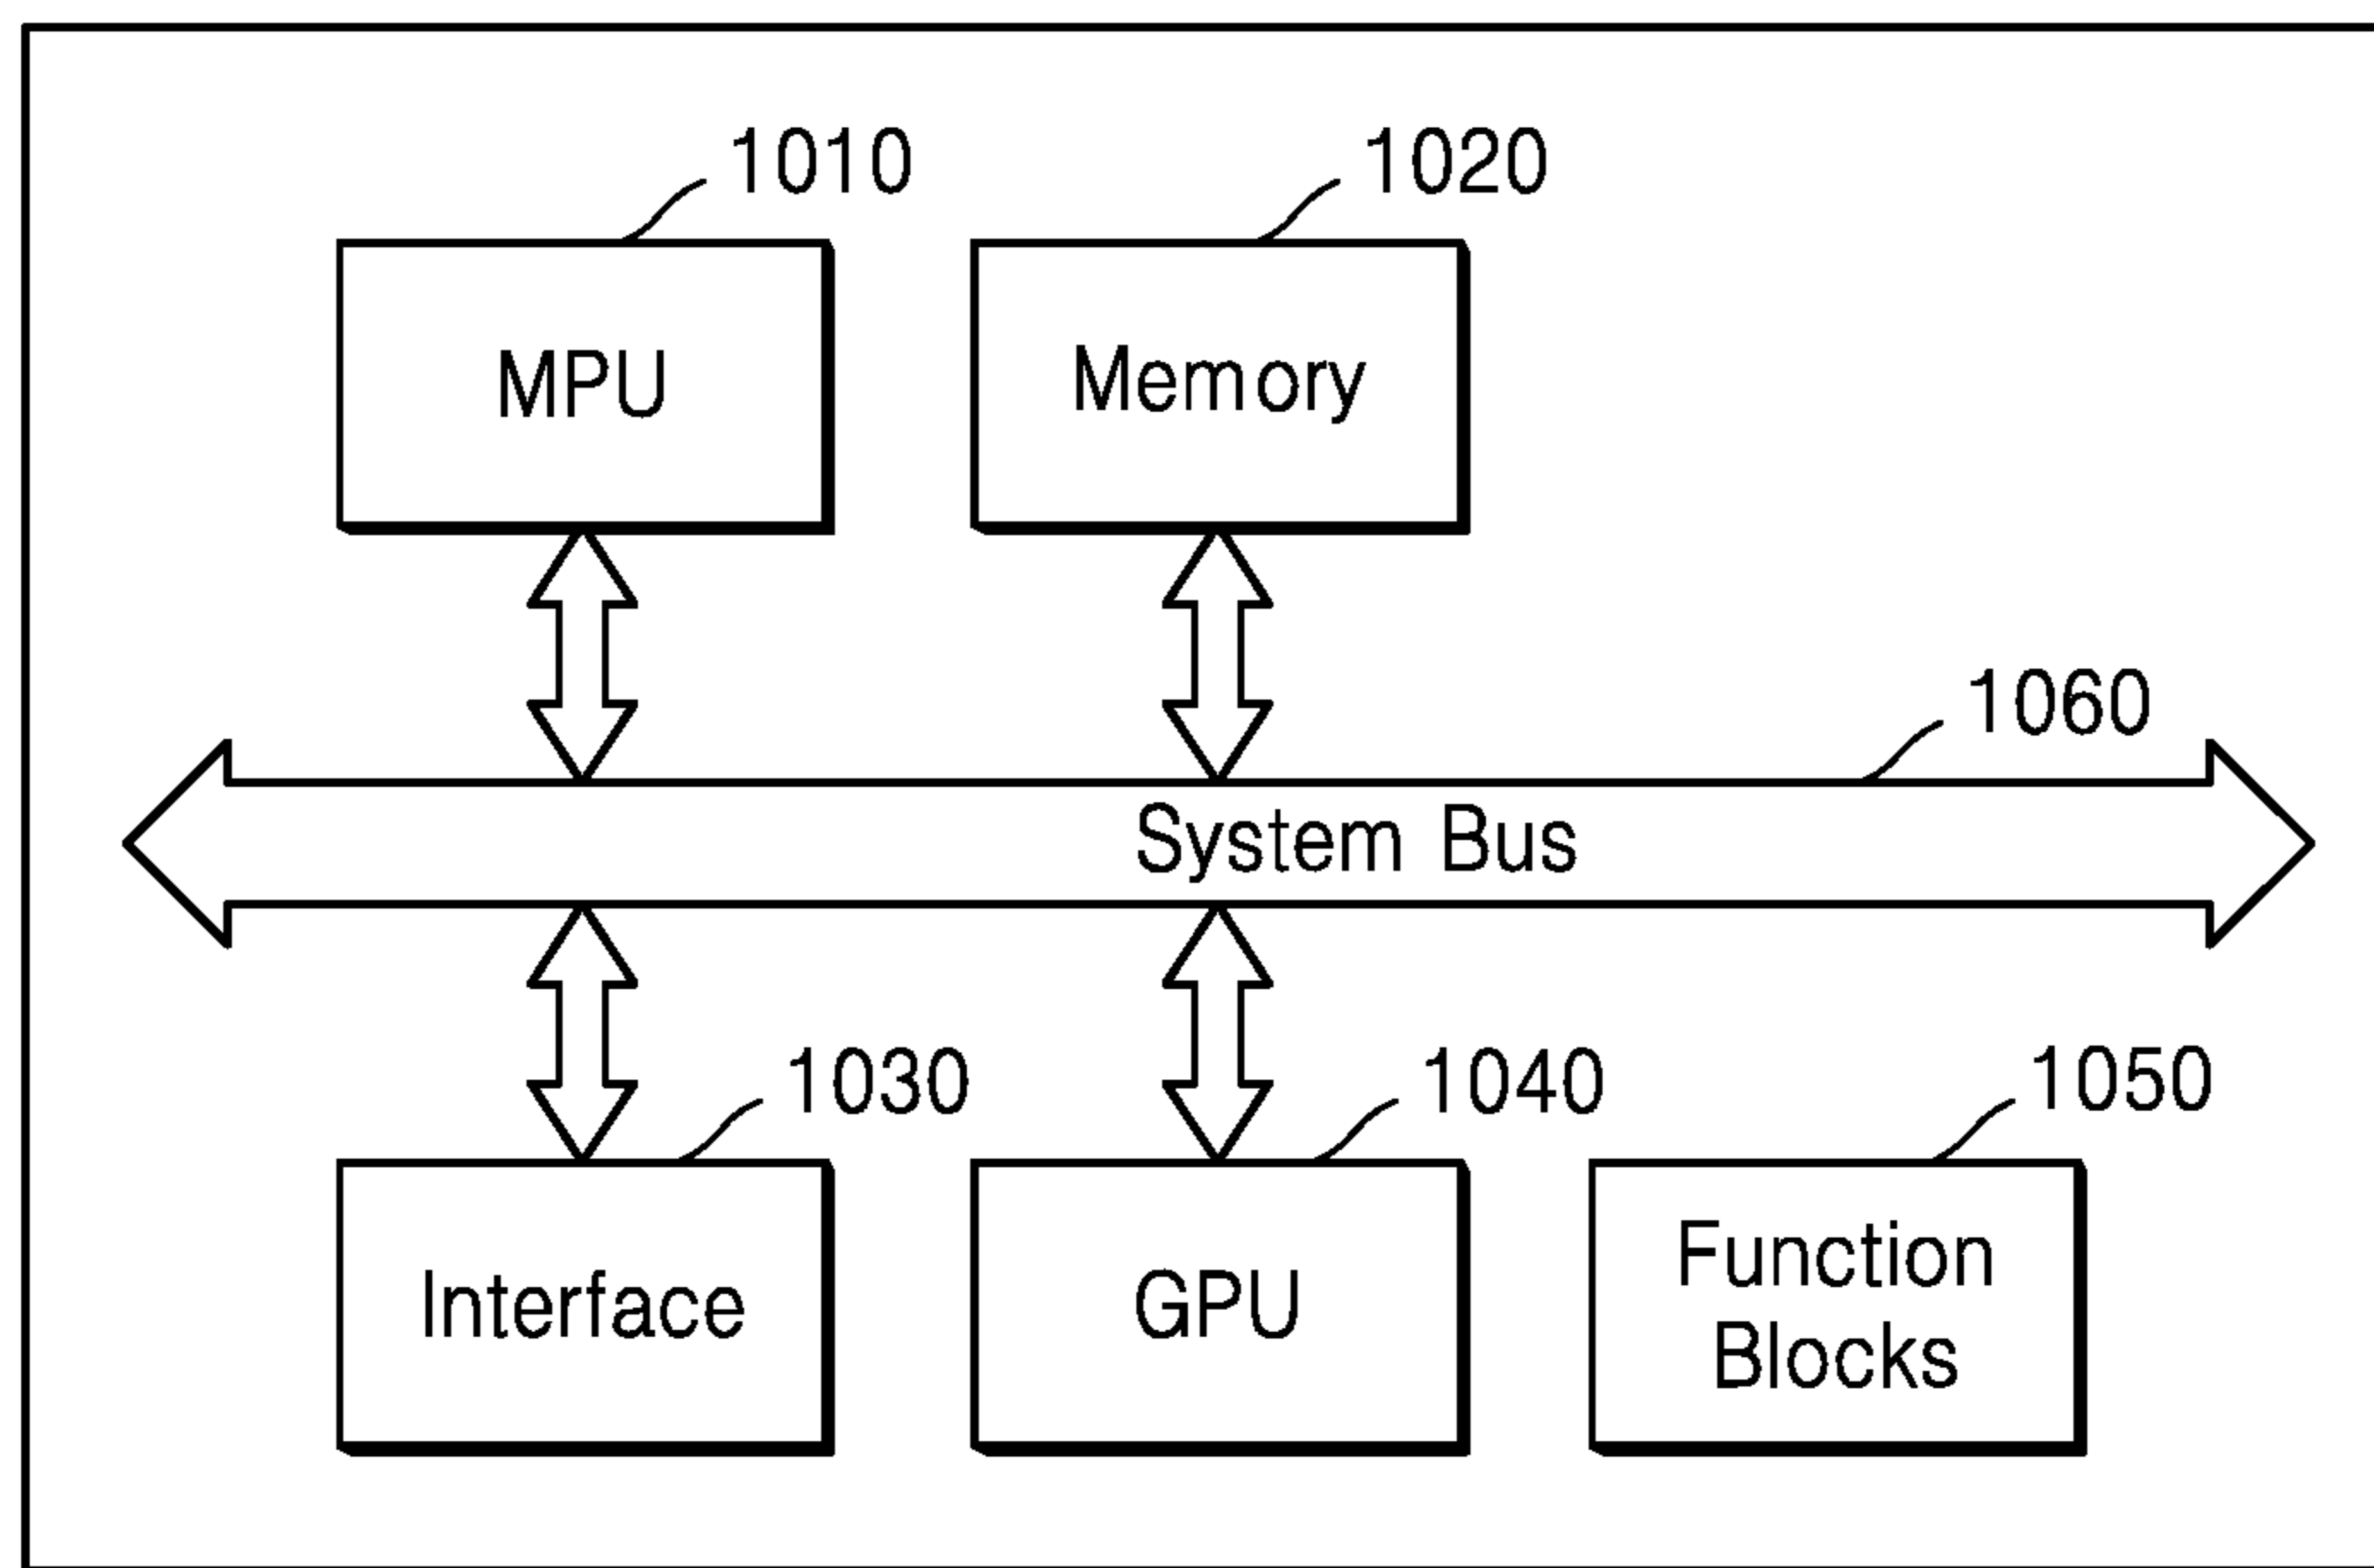 1010
1020
MPU
Memory
1060
System Bus
1030
1040
1050
Interface
GPU
Function
Blocks